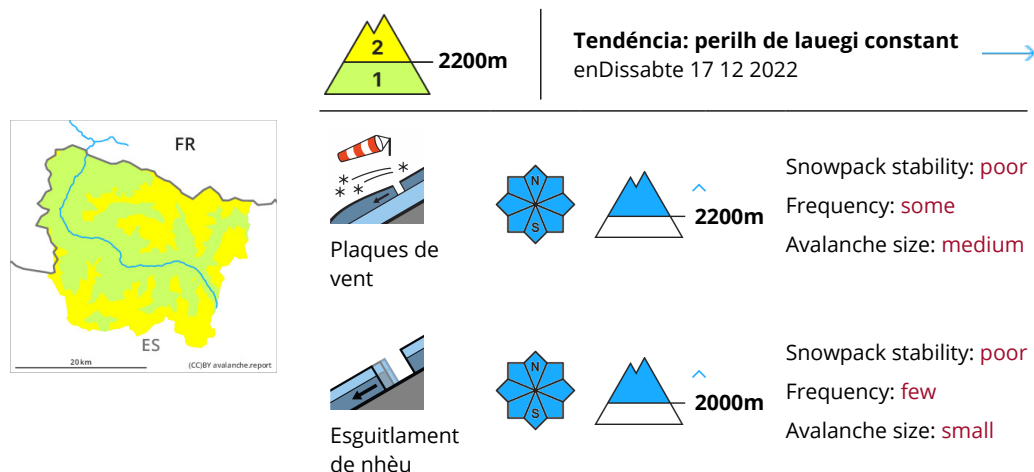 2
1
2200m
Tendéncia: perilh de lauegi constant
enDissabte 17 12 2022
FR
ES
20 km
(CC)BY avalanche.report
Plaques de
vent
N
S
2200m
Snowpack stability: poor
Frequency: some
Avalanche size: medium
Esguitlament
de nhèu
N
S
2000m
Snowpack stability: poor
Frequency: few
Avalanche size: small